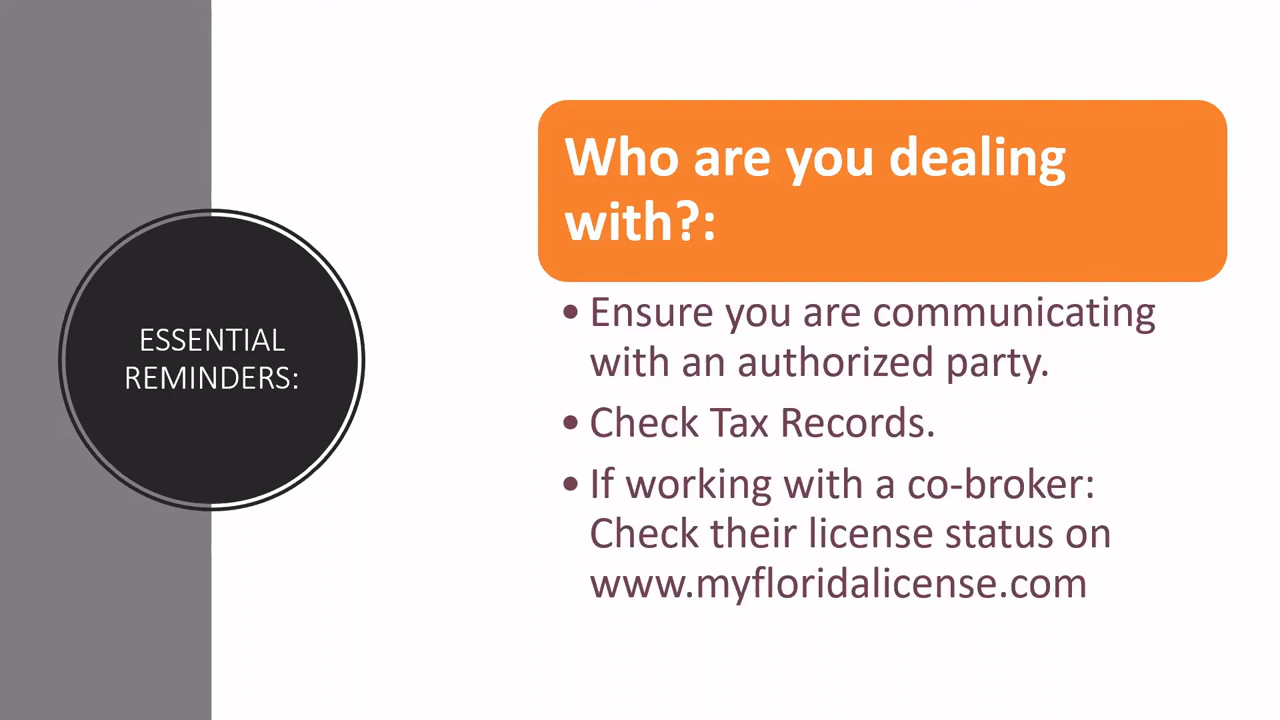 ESSENTIAL
REMINDERS:
Who are you dealing
with?:
• Ensure you are communicating
with an authorized party.
• Check Tax Records.
• If working with a co-broker:
Check their license status on
www.myfloridalicense.com